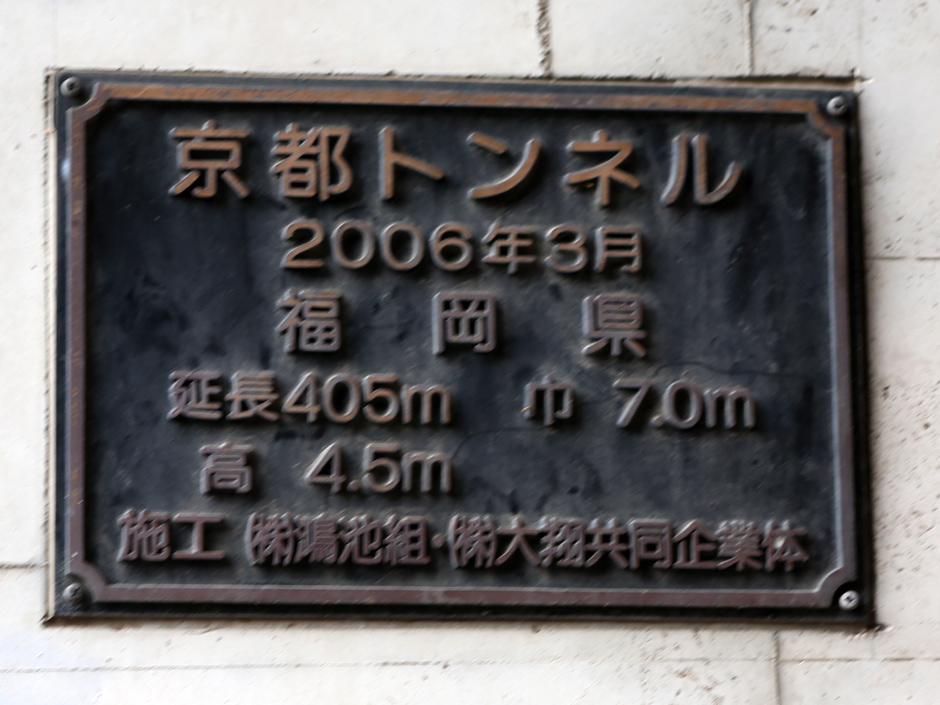 京都トンネル
2006年3月
福岡県
延長405m 巾 7.0m
高 4.5m
施工 ㈱鴻池組・㈱大翔共同企業体